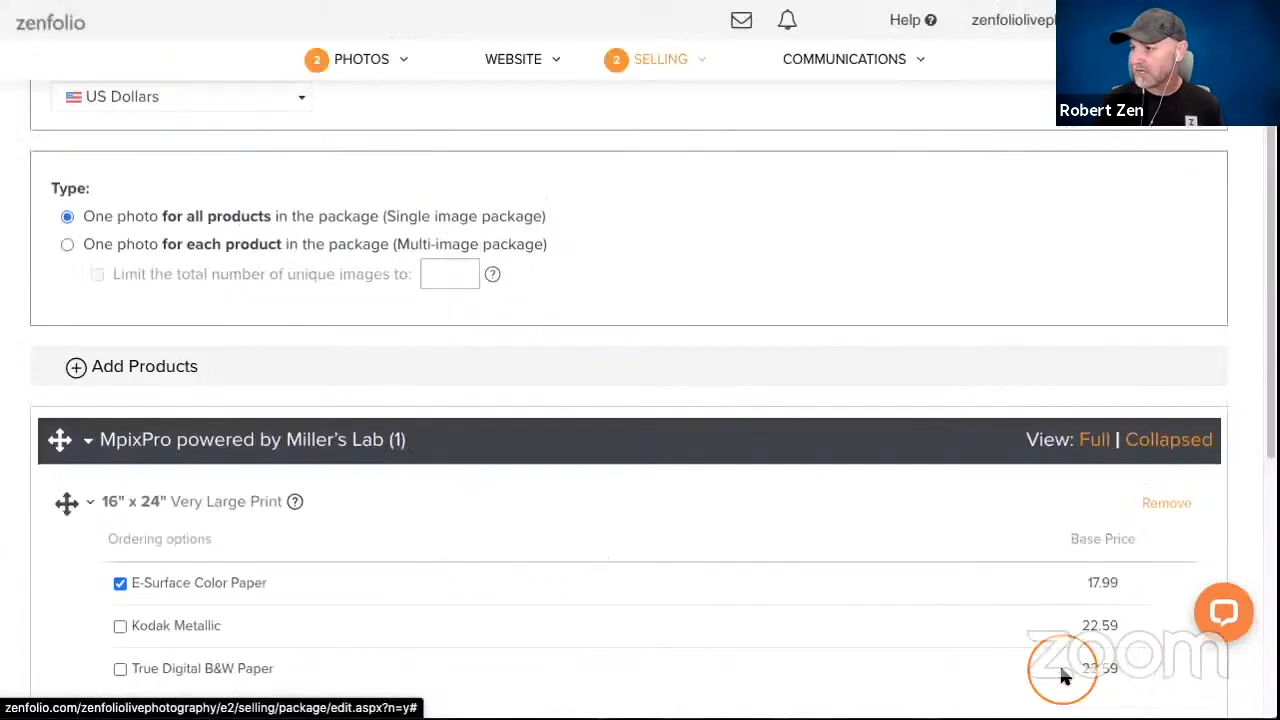 zenfolio
Help
zenfoliolivepl
2 PHOTOS
WEBSITE
2 SELLING
COMMUNICATIONS
Robert Zen
US Dollars
Type:
One photo for all products in the package (Single image package)
One photo for each product in the package (Multi-image package)
Limit the total number of unique images to:
Add Products
MpixPro powered by Miller's Lab (1)
View: Full | Collapsed
16" x 24" Very Large Print
Remove
Ordering options
Base Price
E-Surface Color Paper
17.99
Kodak Metallic
22.59
True Digital B&W Paper
22.59
zoom
zenfolio.com/zenfoliolivephotography/e2/selling/package/edit.aspx?n=y#